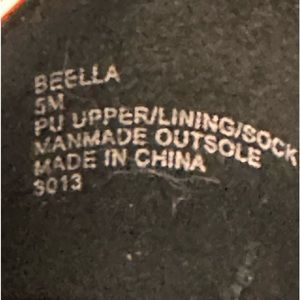 BEELLA
5M
PU UPPER/LINING/SOCK
MANMADE OUTSOLE
MADE IN CHINA
3013